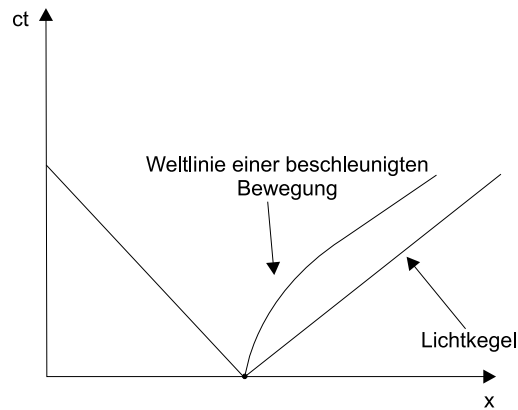 ct
Weltlinie einer beschleunigten
Bewegung
Lichtkegel
x